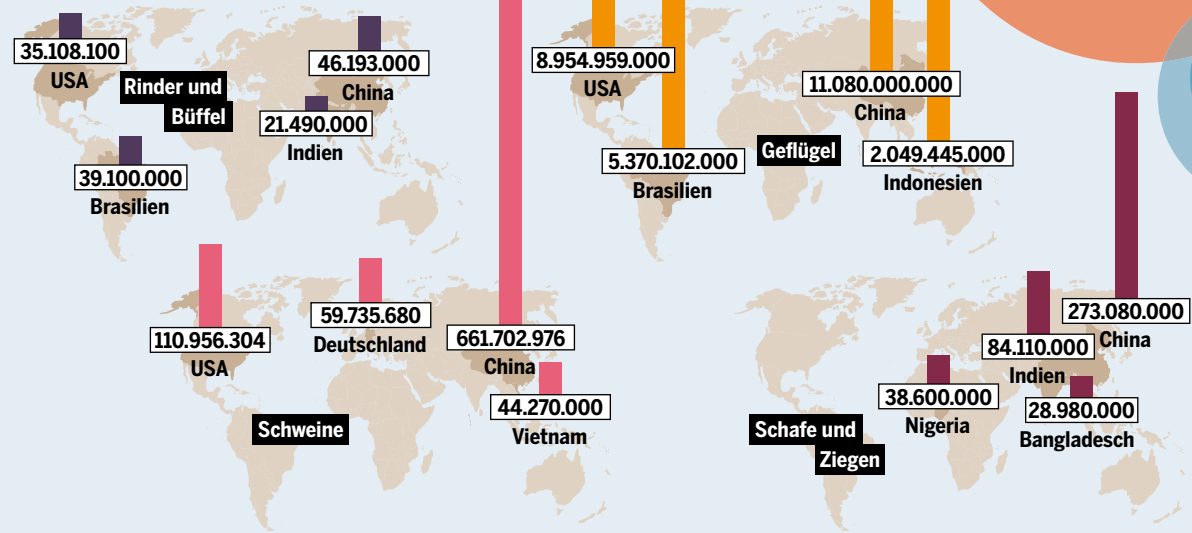 35.108.100
USA
Rinder und
Büffel
46.193.000
China
21.490.000
Indien
39.100.000
Brasilien
8.954.959.000
USA
11.080.000.000
China
Geflügel
5.370.102.000
Brasilien
2.049.445.000
Indonesien
110.956.304
USA
59.735.680
Deutschland
661.702.976
China
44.270.000
Vietnam
Schweine
273.080.000
China
84.110.000
Indien
38.600.000
Nigeria
28.980.000
Bangladesch
Schafe und
Ziegen